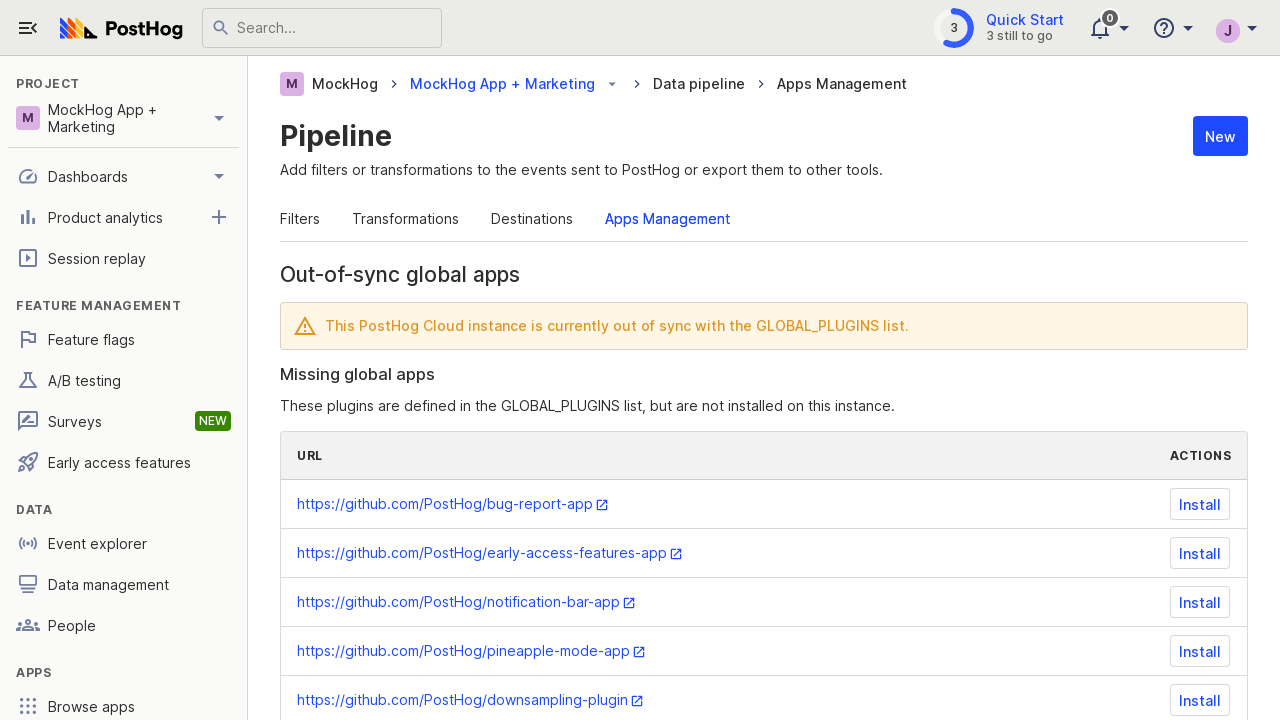 PostHog
Search...
3
Quick Start
3 still to go
0
J
PROJECT
M
MockHog App +
Marketing
Dashboards
Product analytics
Session replay
FEATURE MANAGEMENT
Feature flags
A/B testing
Surveys
NEW
Early access features
DATA
Event explorer
Data management
People
APPS
Browse apps
M MockHog MockHog App + Marketing Data pipeline Apps Management
Pipeline
New
Add filters or transformations to the events sent to PostHog or export them to other tools.
Filters Transformations Destinations Apps Management
Out-of-sync global apps
This PostHog Cloud instance is currently out of sync with the GLOBAL_PLUGINS list.
Missing global apps
These plugins are defined in the GLOBAL_PLUGINS list, but are not installed on this instance.
URL ACTIONS
https://github.com/PostHog/bug-report-app Install
https://github.com/PostHog/early-access-features-app Install
https://github.com/PostHog/notification-bar-app Install
https://github.com/PostHog/pineapple-mode-app Install
https://github.com/PostHog/downsampling-plugin Install